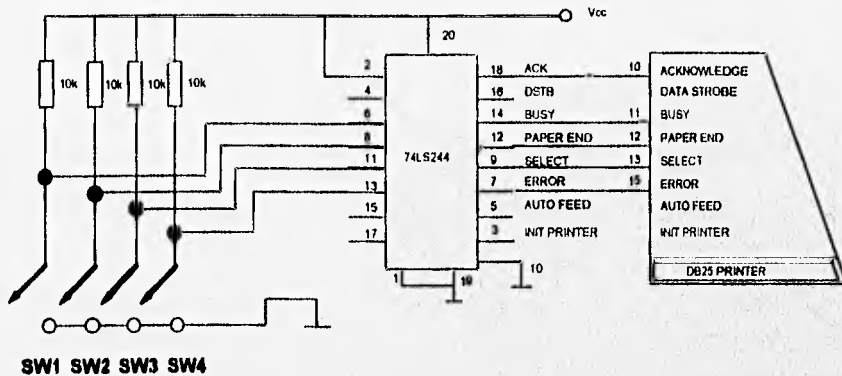 Vcc
20
10k 10k 10k 10k
2 18 ACK 10 ACKNOWLEDGE
4 16 DSTB DATA STROBE
6 14 BUSY 11 BUSY
8 12 PAPER END 12 PAPER END
11 74LS244 9 SELECT 13 SELECT
13 7 ERROR 15 ERROR
15 5 AUTO FEED AUTO FEED
17 3 INIT PRINTER INIT PRINTER
1 19 10 DB25 PRINTER
SW1 SW2 SW3 SW4